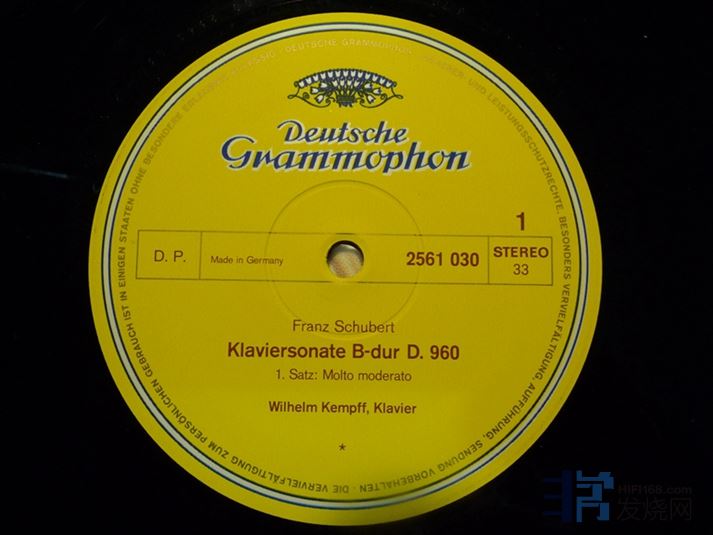 Deutsche
Grammophon
1
D. P.
Made in Germany
2561 030
STEREO
33
Franz Schubert
Klaviersonate B-dur D. 960
1. Satz: Molto moderato
Wilhelm Kempff, Klavier
*
DIE VERVIELFÄLTIGUNG ZUM PERSÖNLICHEN GEBRAUCH IST IN EINIGEN STAATEN OHNE BESONDERE ERLAUBNIS
DEUTSCHE GRAMMOPHON
UND LEISTUNGSSCHUTZRECHTE, BESONDERS VERVIELFÄLTIGUNG, AUFFÜHRUNG, SENDUNG VORBEHALTEN ·
HIFI168.com
发烧网